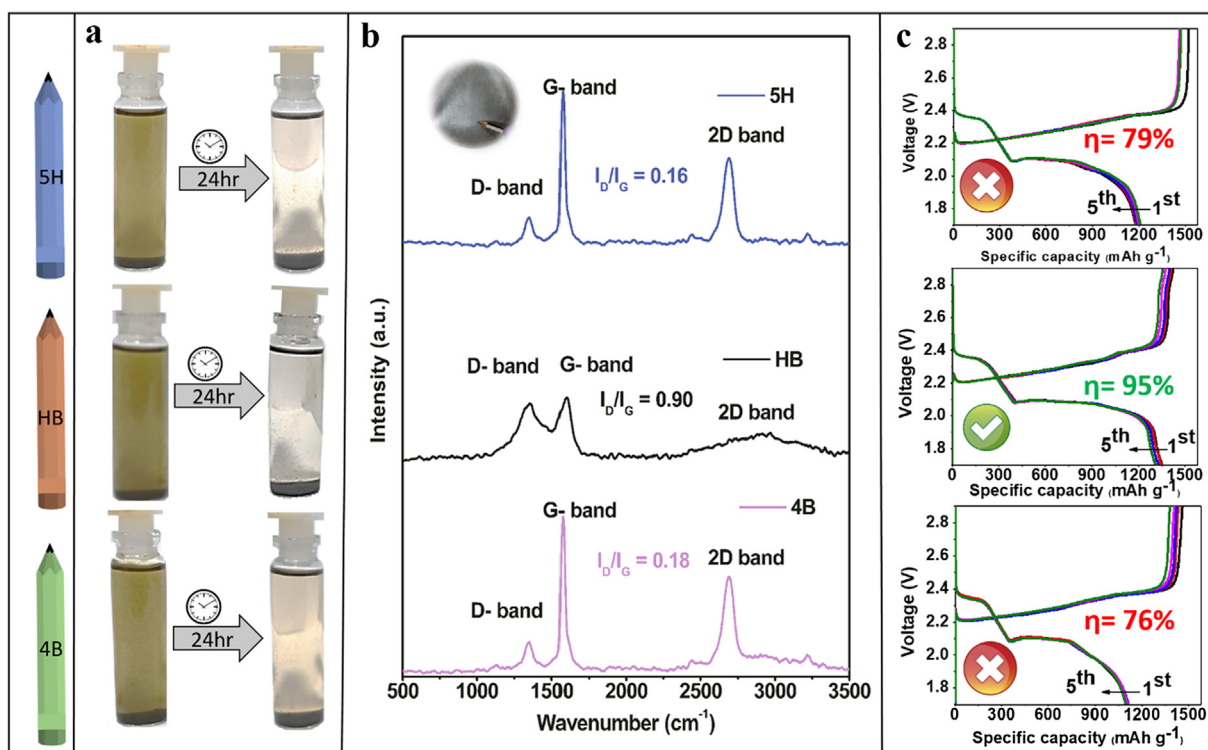 a
5H
24hr
HB
24hr
4B
24hr
b
G- band
5H
2D band
D- band
I_D/I_G = 0.16
D- band
G- band
HB
I_D/I_G = 0.90
2D band
G- band
4B
I_D/I_G = 0.18
2D band
D- band
Intensity (a.u.)
500 1000 1500 2000 2500 3000 3500
Wavenumber (cm⁻¹)
c
2.8
2.4
2.2
2.0
1.8
Voltage (V)
η= 79%
5th 1st
0 300 600 900 1200 1500
Specific capacity (mAh g⁻¹)
2.8
2.4
2.2
2.0
1.8
Voltage (V)
η= 95%
5th 1st
0 300 600 900 1200 1500
Specific capacity (mAh g⁻¹)
2.8
2.4
2.2
2.0
1.8
Voltage (V)
η= 76%
5th 1st
0 300 600 900 1200 1500
Specific capacity (mAh g⁻¹)